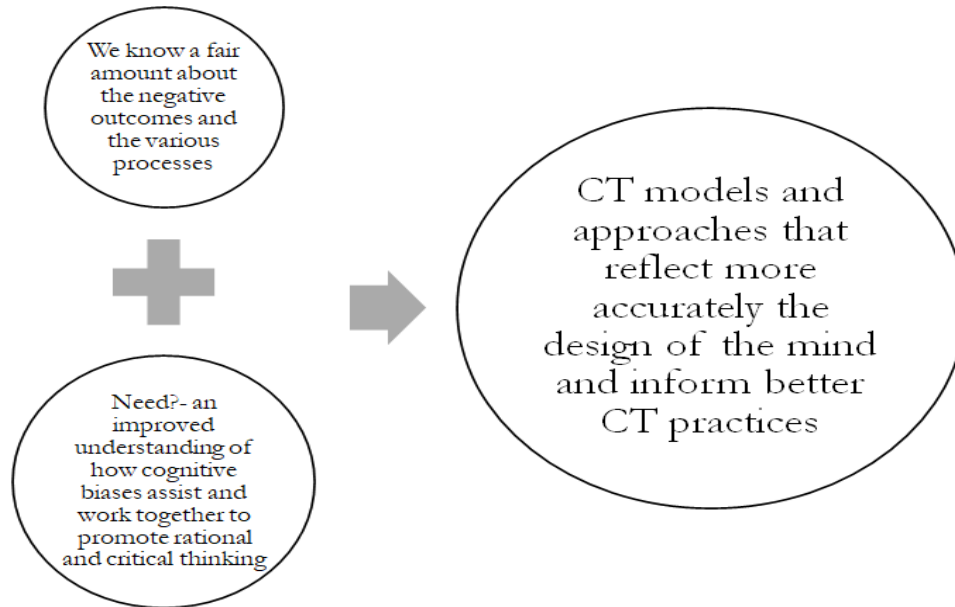 We know a fair
amount about
the negative
outcomes and
the various
processes
Need?- an
improved
understanding of
how cognitive
biases assist and
work together to
promote rational
and critical thinking
CT models and
approaches that
reflect more
accurately the
design of the mind
and inform better
CT practices